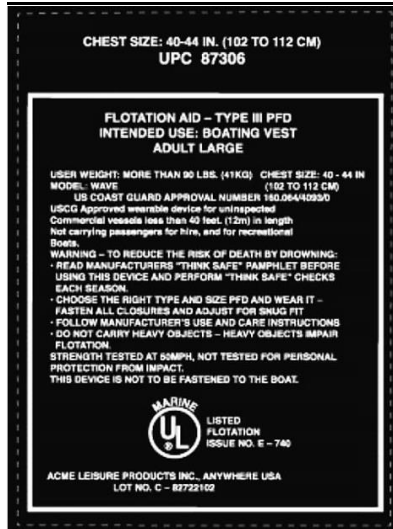 CHEST SIZE: 40-44 IN. (102 TO 112 CM)
UPC 87306
FLOTATION AID – TYPE III PFD
INTENDED USE: BOATING VEST
ADULT LARGE
USER WEIGHT: MORE THAN 90 LBS. (41KG) CHEST SIZE: 40 - 44 IN
MODEL: WAVE (102 TO 112 CM)
US COAST GUARD APPROVAL NUMBER 160.064/4093/0
USCG Approved wearable device for uninspected
Commercial vessels less than 40 feet. (12m) in length
Not carrying passengers for hire, and for recreational
Boats.
WARNING – TO REDUCE THE RISK OF DEATH BY DROWNING:
· READ MANUFACTURERS "THINK SAFE" PAMPHLET BEFORE
USING THIS DEVICE AND PERFORM "THINK SAFE" CHECKS
EACH SEASON.
· CHOOSE THE RIGHT TYPE AND SIZE PFD AND WEAR IT –
FASTEN ALL CLOSURES AND ADJUST FOR SNUG FIT
· FOLLOW MANUFACTURER'S USE AND CARE INSTRUCTIONS
· DO NOT CARRY HEAVY OBJECTS – HEAVY OBJECTS IMPAIR
FLOTATION.
STRENGTH TESTED AT 50MPH, NOT TESTED FOR PERSONAL
PROTECTION FROM IMPACT.
THIS DEVICE IS NOT TO BE FASTENED TO THE BOAT.
MARINE
UL
®
LISTED
FLOTATION
ISSUE NO. E – 740
ACME LEISURE PRODUCTS INC., ANYWHERE USA
LOT NO. C – 82722102